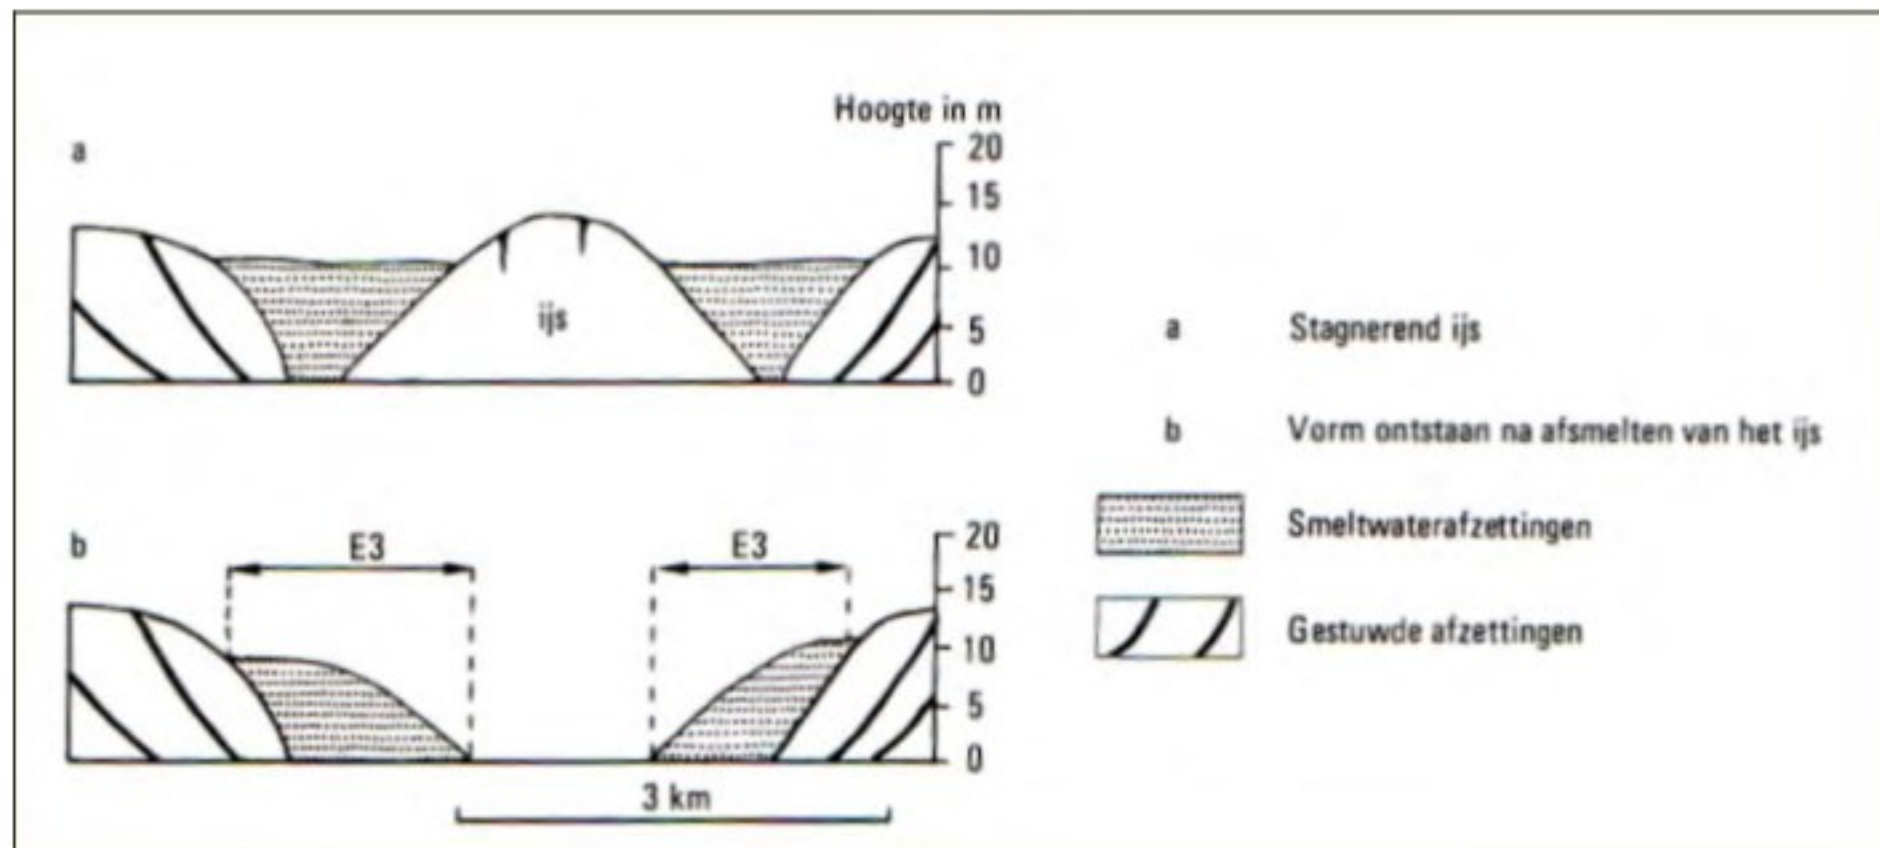 Hoogte in m
a
20
15
10
5
0
ijs
a Stagnerend ijs
b Vorm ontstaan na afsmelten van het ijs
Smeltwaterafzettingen
Gestuwde afzettingen
b
E3
E3
20
15
10
5
0
3 km